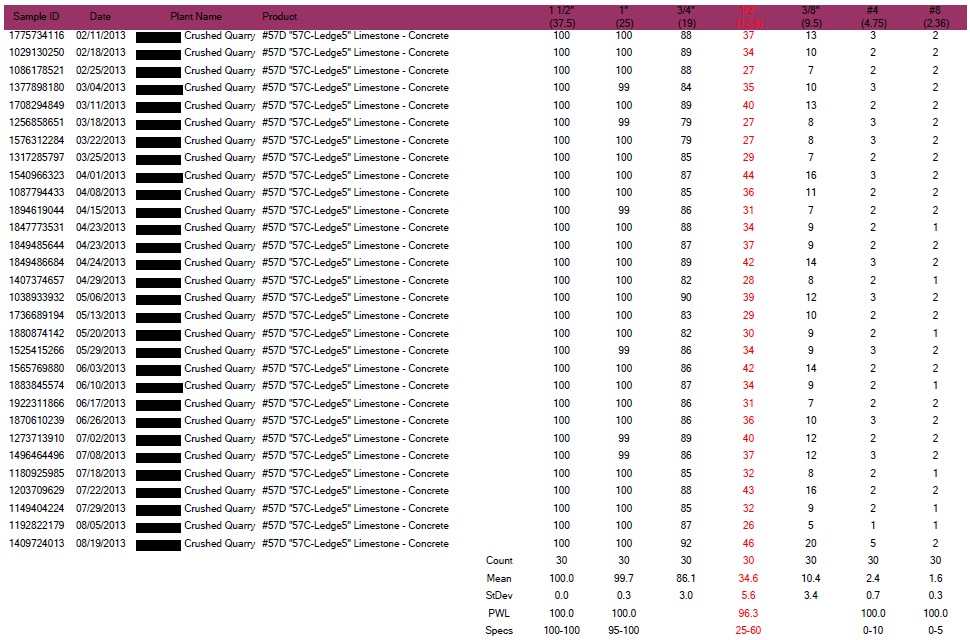 Sample ID Date Plant Name Product 1 1/2" (37.5) 1" (25) 3/4" (19) 1/2" (12.5) 3/8" (9.5) #4 (4.75) #8 (2.36)
1775734116 02/11/2013 Crushed Quarry #57D "57C-Ledge5" Limestone - Concrete 100 100 88 37 13 3 2
1029130250 02/18/2013 Crushed Quarry #57D "57C-Ledge5" Limestone - Concrete 100 100 89 34 10 2 2
1086178521 02/25/2013 Crushed Quarry #57D "57C-Ledge5" Limestone - Concrete 100 100 88 27 7 2 2
1377898180 03/04/2013 Crushed Quarry #57D "57C-Ledge5" Limestone - Concrete 100 99 84 35 10 3 2
1708294849 03/11/2013 Crushed Quarry #57D "57C-Ledge5" Limestone - Concrete 100 100 89 40 13 2 2
1256858651 03/18/2013 Crushed Quarry #57D "57C-Ledge5" Limestone - Concrete 100 99 79 27 8 3 2
1576312284 03/22/2013 Crushed Quarry #57D "57C-Ledge5" Limestone - Concrete 100 100 79 27 8 3 2
1317285797 03/25/2013 Crushed Quarry #57D "57C-Ledge5" Limestone - Concrete 100 100 85 29 7 2 2
1540966323 04/01/2013 Crushed Quarry #57D "57C-Ledge5" Limestone - Concrete 100 100 87 44 16 3 2
1087794433 04/08/2013 Crushed Quarry #57D "57C-Ledge5" Limestone - Concrete 100 100 85 36 11 2 2
1894619044 04/15/2013 Crushed Quarry #57D "57C-Ledge5" Limestone - Concrete 100 99 86 31 7 2 2
1847773531 04/23/2013 Crushed Quarry #57D "57C-Ledge5" Limestone - Concrete 100 100 88 34 9 2 1
1849485644 04/23/2013 Crushed Quarry #57D "57C-Ledge5" Limestone - Concrete 100 100 87 37 9 2 2
1849486684 04/24/2013 Crushed Quarry #57D "57C-Ledge5" Limestone - Concrete 100 100 89 42 14 3 2
1407374657 04/29/2013 Crushed Quarry #57D "57C-Ledge5" Limestone - Concrete 100 100 82 28 8 2 1
1038933932 05/06/2013 Crushed Quarry #57D "57C-Ledge5" Limestone - Concrete 100 100 90 39 12 3 2
1736689194 05/13/2013 Crushed Quarry #57D "57C-Ledge5" Limestone - Concrete 100 100 83 29 10 2 2
1880874142 05/20/2013 Crushed Quarry #57D "57C-Ledge5" Limestone - Concrete 100 100 82 30 9 2 1
1525415266 05/29/2013 Crushed Quarry #57D "57C-Ledge5" Limestone - Concrete 100 99 86 34 9 3 2
1565769880 06/03/2013 Crushed Quarry #57D "57C-Ledge5" Limestone - Concrete 100 100 86 42 14 2 2
1883845574 06/10/2013 Crushed Quarry #57D "57C-Ledge5" Limestone - Concrete 100 100 87 34 9 2 1
1922311866 06/17/2013 Crushed Quarry #57D "57C-Ledge5" Limestone - Concrete 100 100 86 31 7 2 2
1870610239 06/26/2013 Crushed Quarry #57D "57C-Ledge5" Limestone - Concrete 100 100 86 36 10 3 2
1273713910 07/02/2013 Crushed Quarry #57D "57C-Ledge5" Limestone - Concrete 100 99 89 40 12 2 2
1496464496 07/08/2013 Crushed Quarry #57D "57C-Ledge5" Limestone - Concrete 100 99 86 37 12 3 2
1180925985 07/18/2013 Crushed Quarry #57D "57C-Ledge5" Limestone - Concrete 100 100 85 32 8 2 1
1203709629 07/22/2013 Crushed Quarry #57D "57C-Ledge5" Limestone - Concrete 100 100 88 43 16 2 2
1149404224 07/29/2013 Crushed Quarry #57D "57C-Ledge5" Limestone - Concrete 100 100 85 32 9 2 1
1192822179 08/05/2013 Crushed Quarry #57D "57C-Ledge5" Limestone - Concrete 100 100 87 26 5 1 1
1409724013 08/19/2013 Crushed Quarry #57D "57C-Ledge5" Limestone - Concrete 100 100 92 46 20 5 2
Count 30 30 30 30 30 30 30
Mean 100.0 99.7 86.1 34.6 10.4 2.4 1.6
StDev 0.0 0.3 3.0 5.6 3.4 0.7 0.3
PWL 100.0 100.0 96.3 100.0 100.0
Specs 100-100 95-100 25-60 0-10 0-5